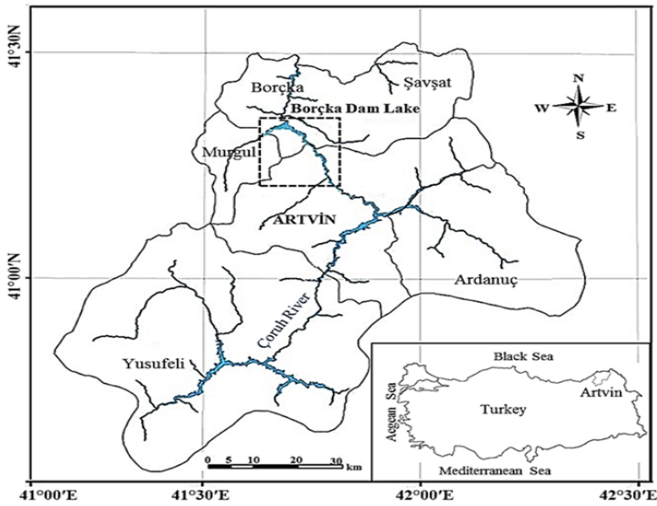 41°30'N
Borçka
Şavşat
N
W E
S
Borçka Dam Lake
Murgul
ARTVİN
41°00'N
Ardanuç
Çoruh River
Yusufeli
Black Sea
Aegean Sea
Artvin
Turkey
Mediterranean Sea
0 5 10 20 30
km
41°00'E 41°30'E 42°00'E 42°30'E